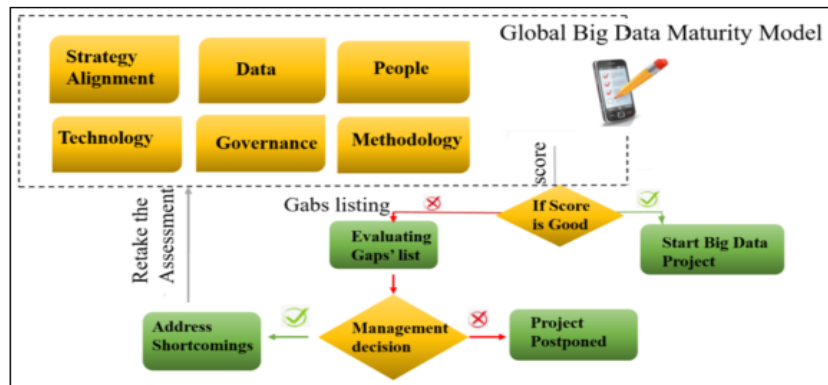 Global Big Data Maturity Model
Strategy
Alignment
Data
People
Technology
Governance
Methodology
score
Retake the
Assessment
Gabs listing
If Score
is Good
Evaluating
Gaps' list
Start Big Data
Project
Address
Shortcomings
Management
decision
Project
Postponed